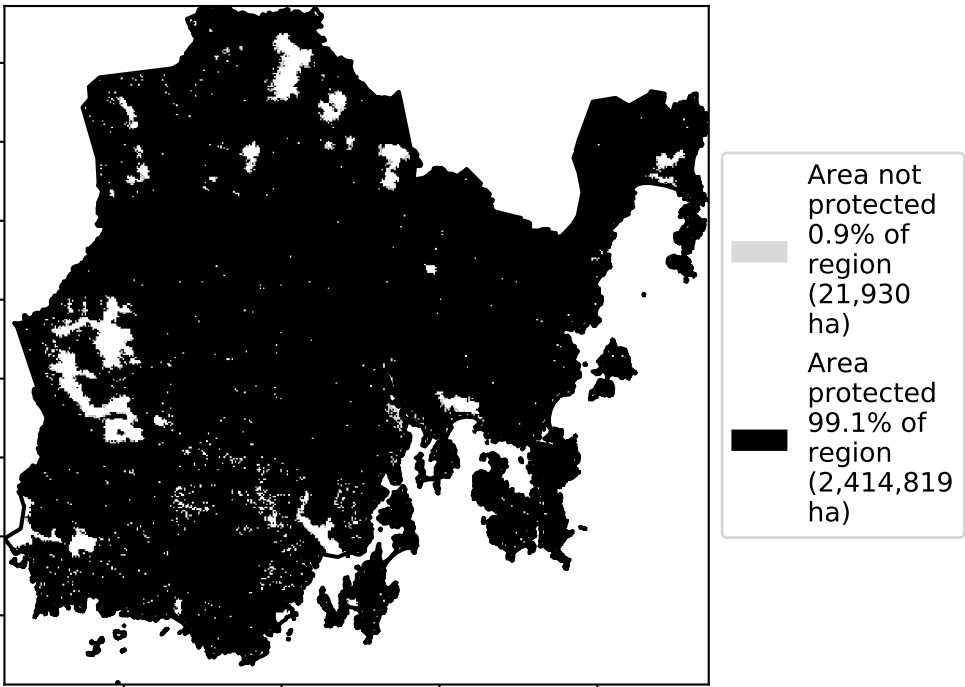 Area not
protected
0.9% of
region
(21,930
ha)
Area
protected
99.1% of
region
(2,414,819
ha)